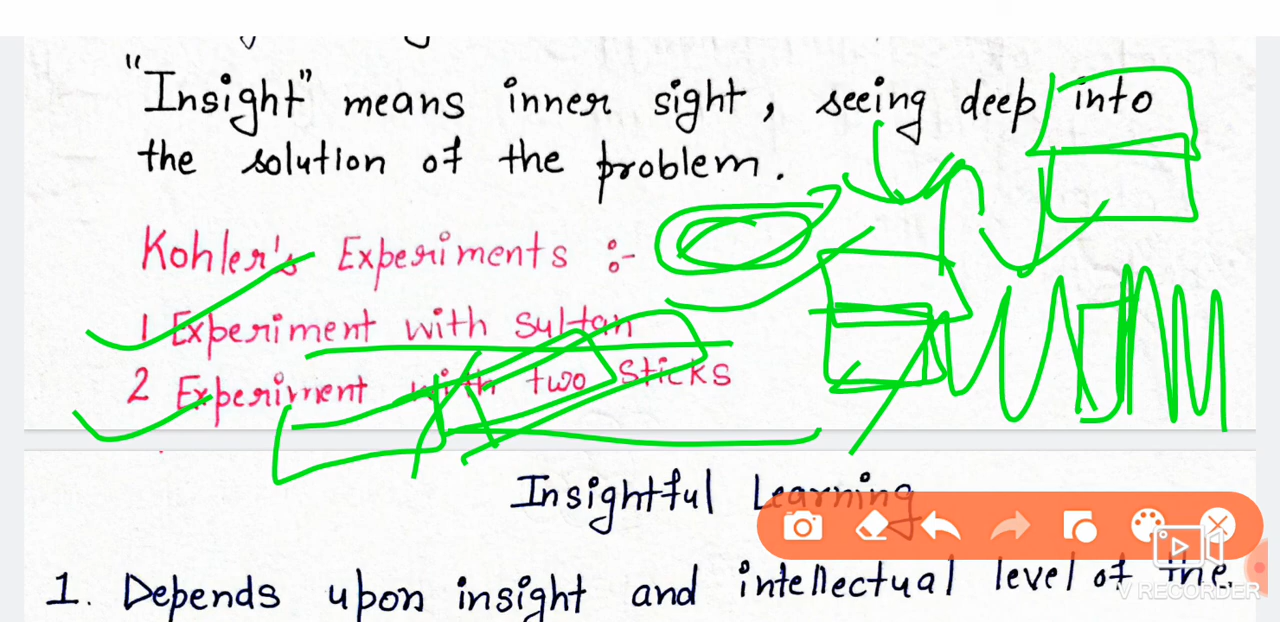 "Insight" means inner sight, seeing deep into
the solution of the problem.
Kohler's Experiments :-
1 Experiment with Sultan
2 Experiment with two Sticks
Insightful Learning
1. Depends upon insight and intellectual level of the
V RECORDER